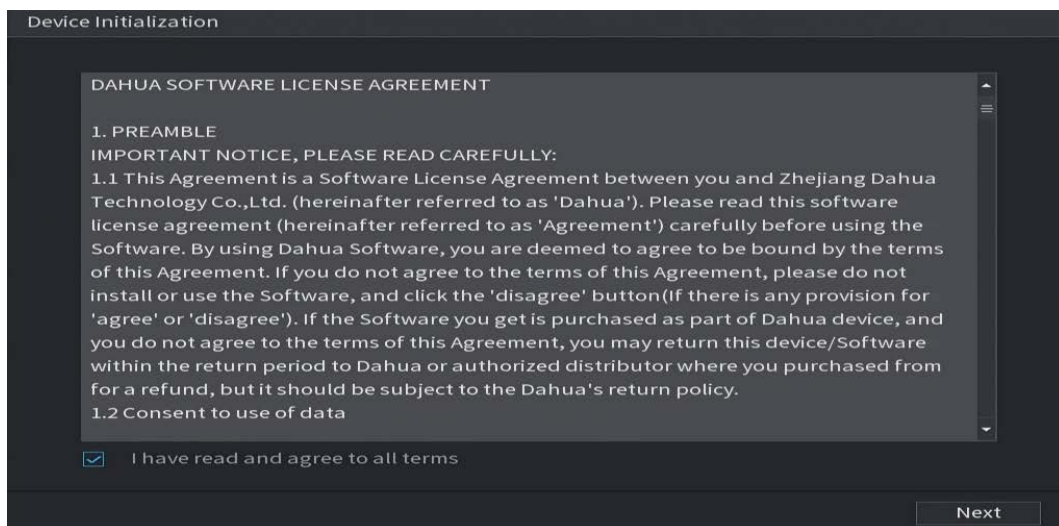 Device Initialization
DAHUA SOFTWARE LICENSE AGREEMENT
1. PREAMBLE
IMPORTANT NOTICE, PLEASE READ CAREFULLY:
1.1 This Agreement is a Software License Agreement between you and Zhejiang Dahua
Technology Co.,Ltd. (hereinafter referred to as 'Dahua'). Please read this software
license agreement (hereinafter referred to as 'Agreement') carefully before using the
Software. By using Dahua Software, you are deemed to agree to be bound by the terms
of this Agreement. If you do not agree to the terms of this Agreement, please do not
install or use the Software, and click the 'disagree' button(If there is any provision for
'agree' or 'disagree'). If the Software you get is purchased as part of Dahua device, and
you do not agree to the terms of this Agreement, you may return this device/Software
within the return period to Dahua or authorized distributor where you purchased from
for a refund, but it should be subject to the Dahua's return policy.
1.2 Consent to use of data
I have read and agree to all terms
Next